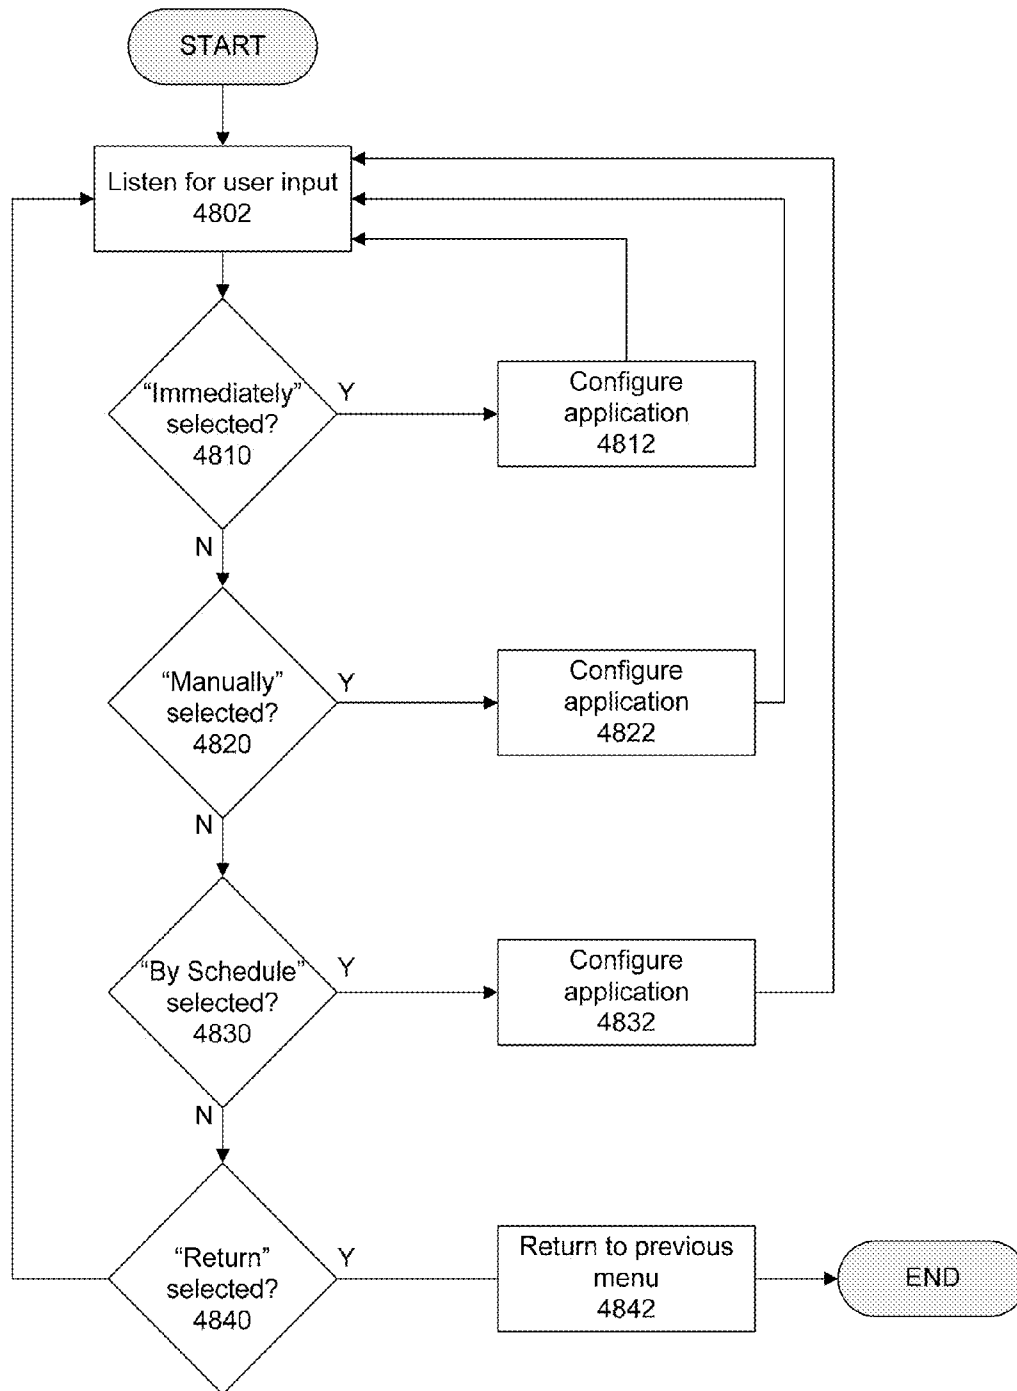 START
Listen for user input
4802
“Immediately”
selected?
4810
Y
Configure
application
4812
N
“Manually”
selected?
4820
Y
Configure
application
4822
N
“By Schedule”
selected?
4830
Y
Configure
application
4832
N
“Return”
selected?
4840
Y
Return to previous
menu
4842
END